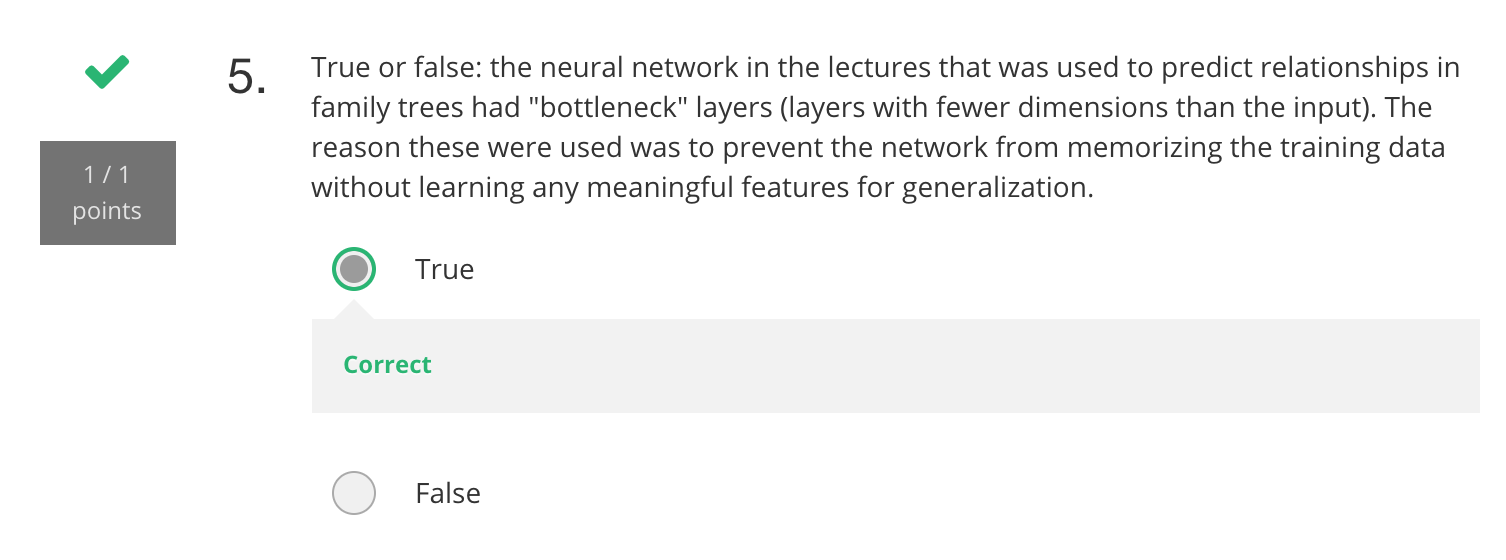 5.
True or false: the neural network in the lectures that was used to predict relationships in
family trees had "bottleneck" layers (layers with fewer dimensions than the input). The
reason these were used was to prevent the network from memorizing the training data
without learning any meaningful features for generalization.
1 / 1
points
True
Correct
False